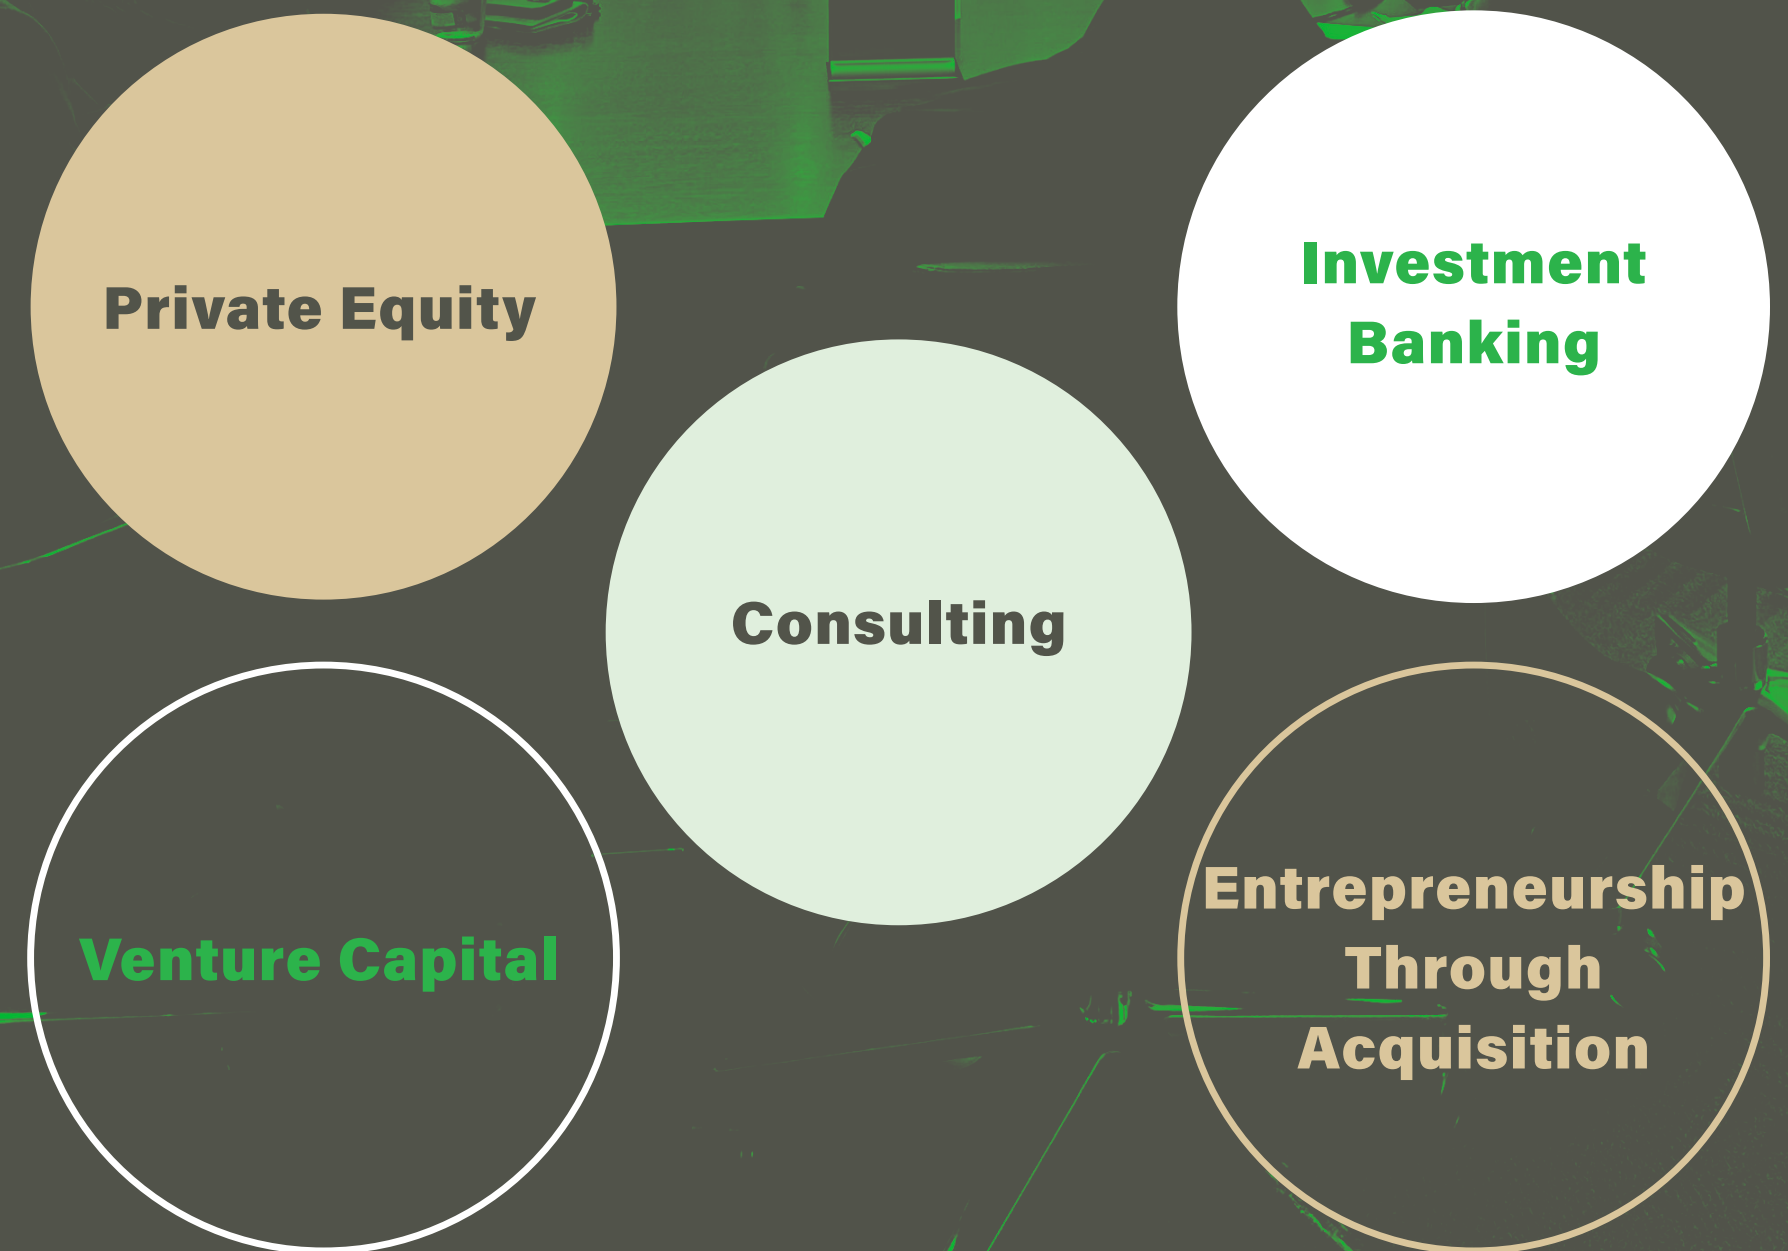 Private Equity
Investment
Banking
Consulting
Venture Capital
Entrepreneurship
Through
Acquisition